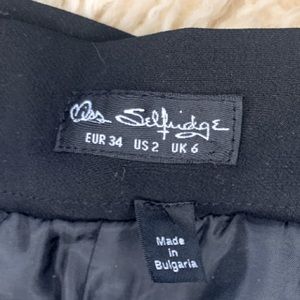 Miss Selfridge
EUR 34 US 2 UK 6
Made
in
Bulgaria